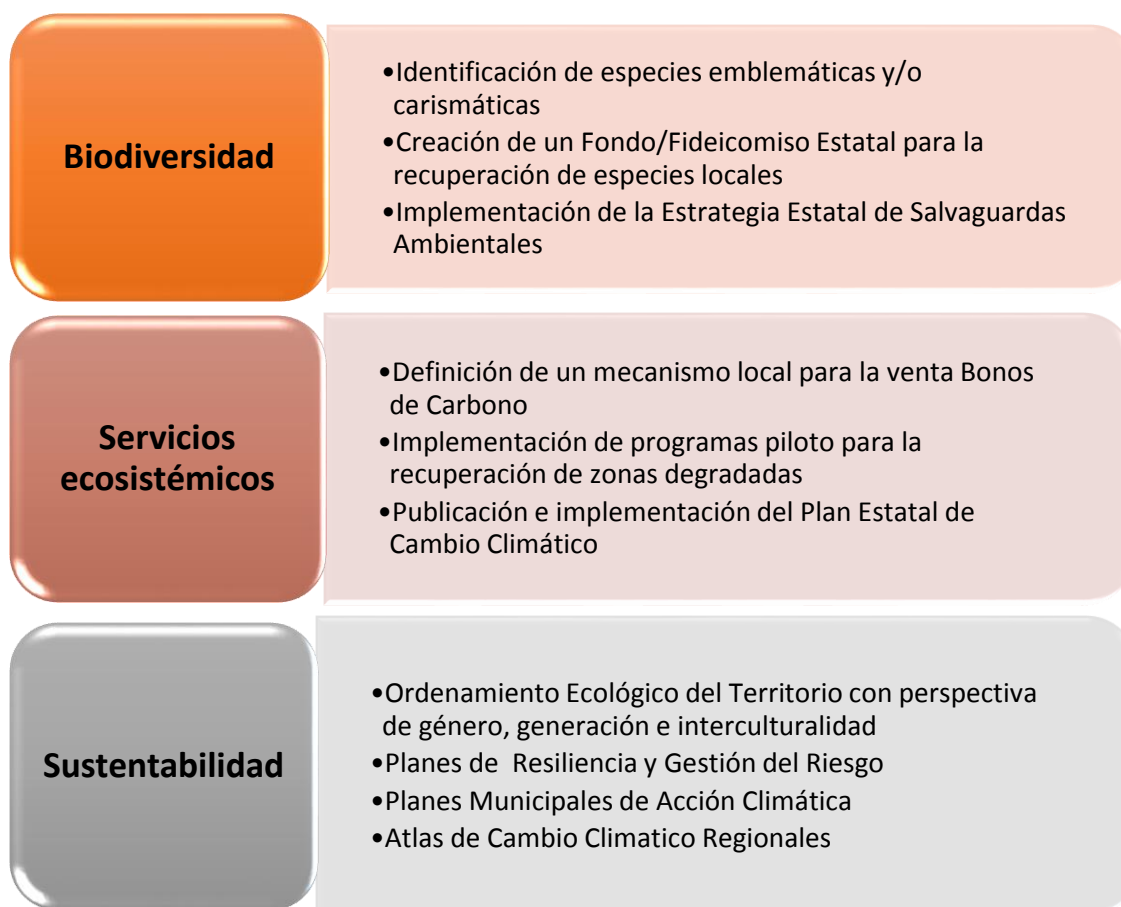 Biodiversidad
•Identificación de especies emblemáticas y/o
carismáticas
•Creación de un Fondo/Fideicomiso Estatal para la
recuperación de especies locales
•Implementación de la Estrategia Estatal de Salvaguardas
Ambientales
Servicios
ecosistémicos
•Definición de un mecanismo local para la venta Bonos
de Carbono
•Implementación de programas piloto para la
recuperación de zonas degradadas
•Publicación e implementación del Plan Estatal de
Cambio Climático
Sustentabilidad
•Ordenamiento Ecológico del Territorio con perspectiva
de género, generación e interculturalidad
•Planes de  Resiliencia y Gestión del Riesgo
•Planes Municipales de Acción Climática
•Atlas de Cambio Climatico Regionales